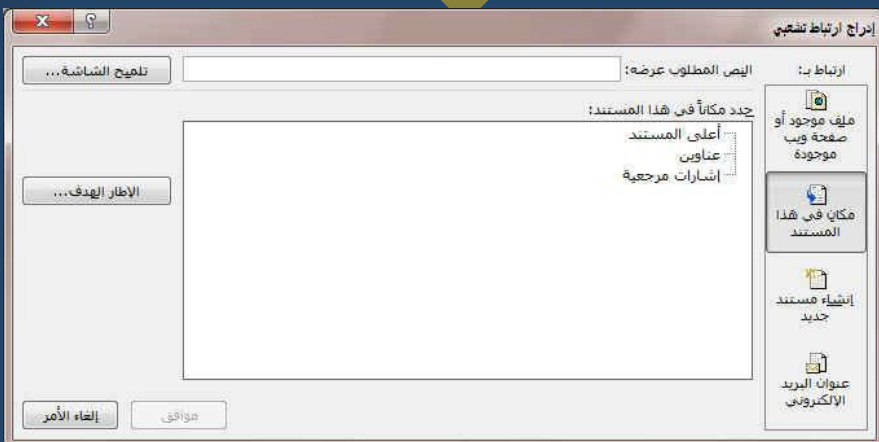 إدراج ارتباط تشعبي
ارتباط بـ:
النص المطلوب عرضه:
تلميح الشاشة...
ملف موجود أو
صفحة ويب
موجودة
مكان في هذا
المستند
إنشاء مستند
جديد
عنوان البريد
الإلكتروني
حدد مكاناً في هذا المستند:
أعلى المستند
عناوين
إشارات مرجعية
الإطار الهدف...
موافق
إلغاء الأمر